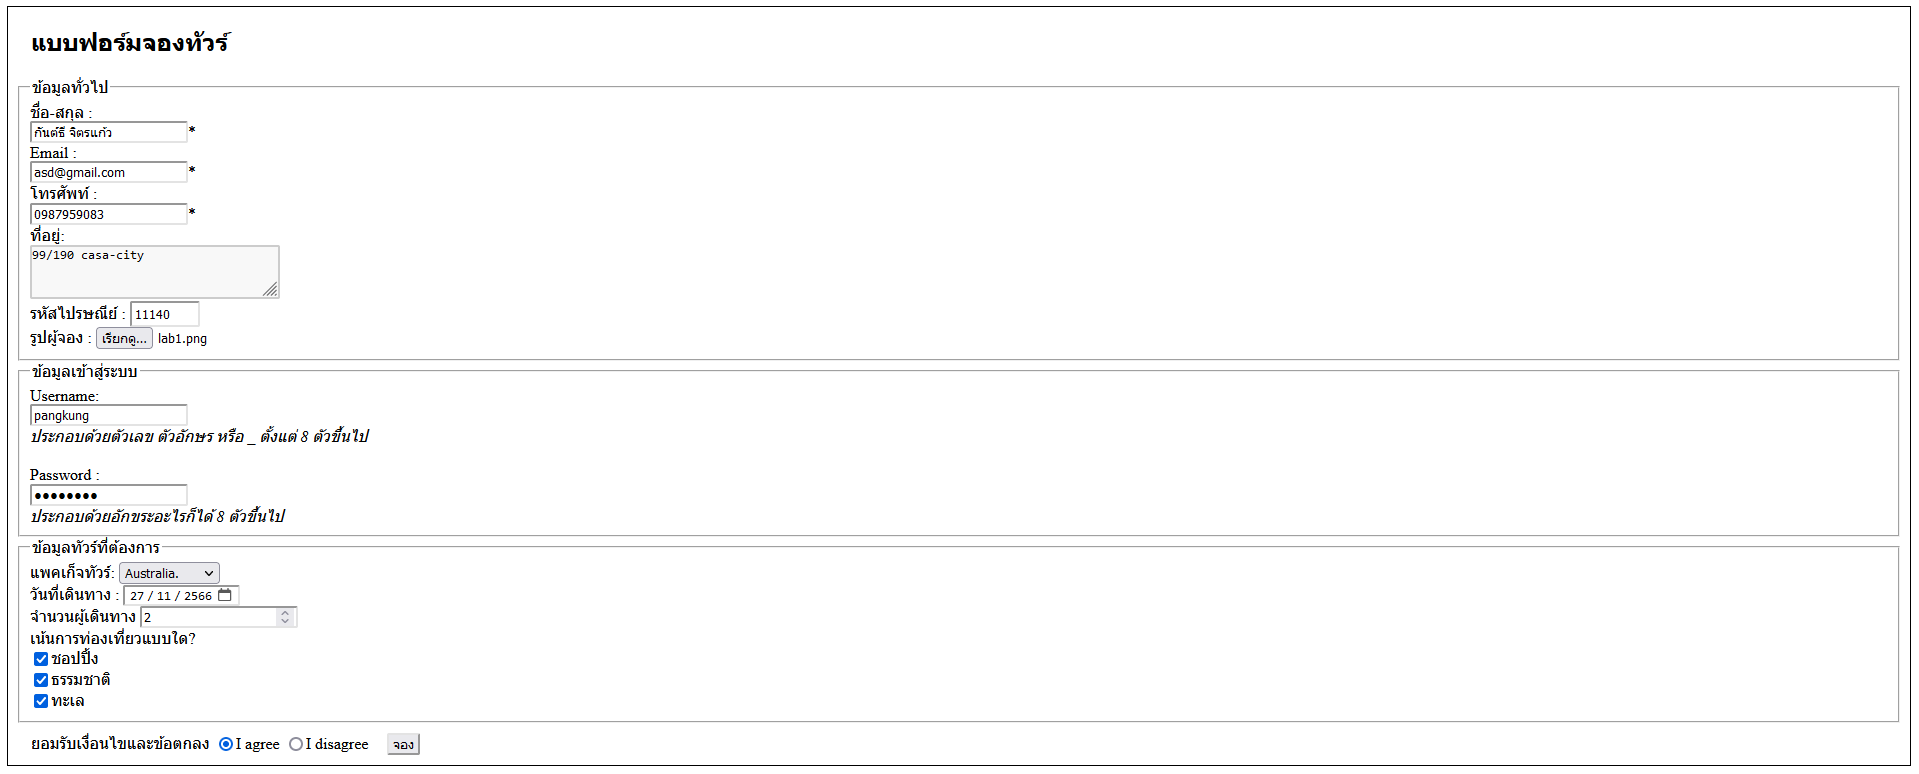 แบบฟอร์มจองทัวร์
ข้อมูลทั่วไป
ชื่อ-สกุล :
กันต์ธี จิตรแก้ว *
Email :
asd@gmail.com *
โทรศัพท์ :
0987959083 *
ที่อยู่:
99/190 casa-city
รหัสไปรษณีย์ : 11140
รูปผู้จอง : เรียกดู... lab1.png
ข้อมูลเข้าสู่ระบบ
Username:
pangkung
ประกอบด้วยตัวเลข ตัวอักษร หรือ _ ตั้งแต่ 8 ตัวขึ้นไป
Password :
●●●●●●●●
ประกอบด้วยอักขระอะไรก็ได้ 8 ตัวขึ้นไป
ข้อมูลทัวร์ที่ต้องการ
แพคเก็จทัวร์: Australia.
วันที่เดินทาง : 27 / 11 / 2566
จำนวนผู้เดินทาง 2
เน้นการท่องเที่ยวแบบใด?
ชอปปิ้ง
ธรรมชาติ
ทะเล
ยอมรับเงื่อนไขและข้อตกลง I agree I disagree จอง